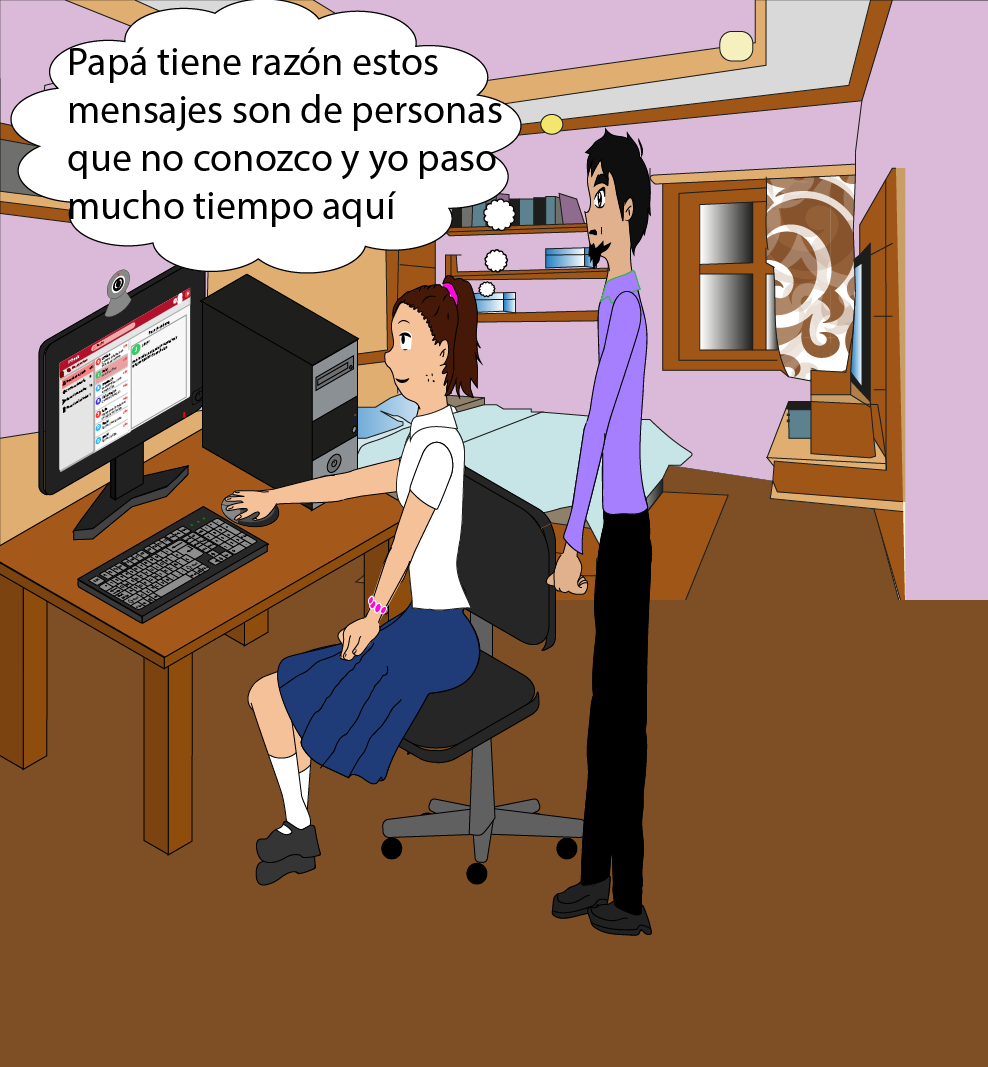 Papá tiene razón estos
mensajes son de personas
que no conozco y yo paso
mucho tiempo aquí